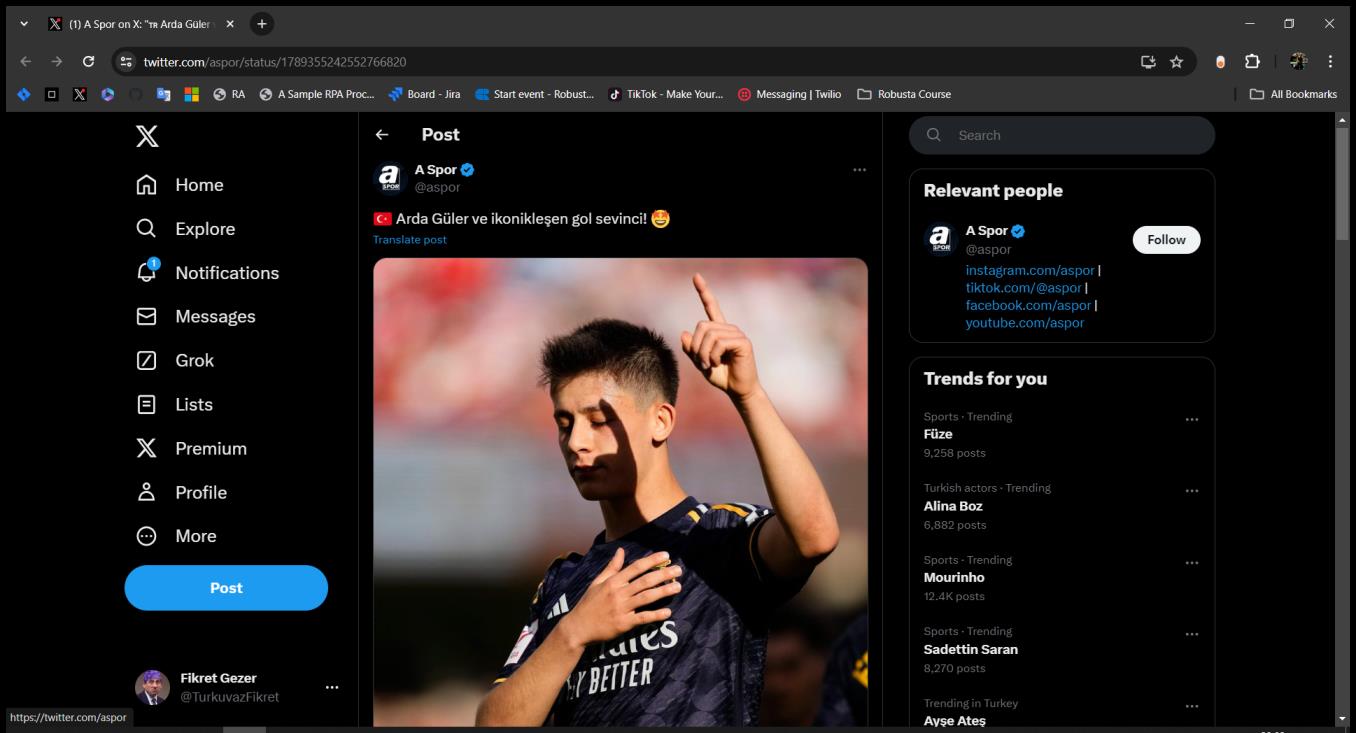 (1) A Spor on X: "TR Arda Güler v
twitter.com/aspor/status/1789355242552766820
RA
A Sample RPA Proc...
Board - Jira
Start event - Robust...
TikTok - Make Your...
Messaging | Twilio
Robusta Course
All Bookmarks
Home
Explore
1
Notifications
Messages
Grok
Lists
Premium
Profile
More
Post
Fikret Gezer
@TurkuvazFikret
https://twitter.com/aspor
Post
a SPOR
A Spor
@aspor
Arda Güler ve ikonikleşen gol sevinci!
Translate post
BETTER
Search
Relevant people
a SPOR
A Spor
@aspor
Follow
instagram.com/aspor |
tiktok.com/@aspor |
facebook.com/aspor |
youtube.com/aspor
Trends for you
Sports · Trending
Füze
9,258 posts
Turkish actors · Trending
Alina Boz
6,882 posts
Sports · Trending
Mourinho
12.4K posts
Sports · Trending
Sadettin Saran
8,270 posts
Trending in Turkey
Ayşe Ateş